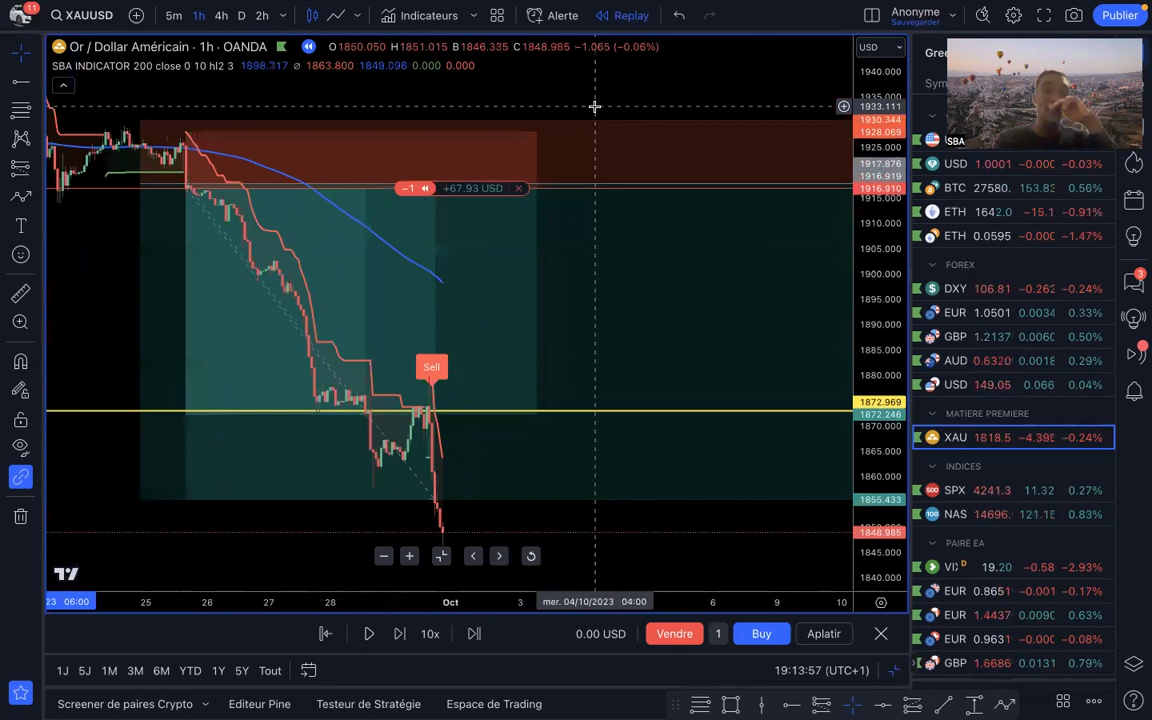 11
XAUUSD
5m 1h 4h D 2h
Indicateurs
Alerte
Replay
Anonyme
Sauvegarder
Publier
Or / Dollar Américain · 1h · OANDA
O1850.050 H1851.015 B1846.335 C1848.985 −1.065 (−0.06%)
SBA INDICATOR 200 close 0 10 hl2 3 1898.317 ∅ 1863.800 1849.096 0.000 0.000
USD
1940.000
1935.000
1933.111
1930.344
1928.069
1925.000
1917.876
1916.919
1916.910
1915.000
1910.000
1905.000
1900.000
1895.000
1890.000
1885.000
1880.000
1875.000
1872.969
1872.246
1870.000
1865.000
1860.000
1855.433
1848.985
1845.000
1840.000
−1 +67.93 USD
Sell
23 06:00 25 26 27 28 Oct 3 mer. 04/10/2023 04:00 6 9 10
10x
0.00 USD
Vendre
1
Buy
Aplatir
1J 5J 1M 3M 6M YTD 1Y 5Y Tout
19:13:57 (UTC+1)
Screener de paires Crypto
Editeur Pine
Testeur de Stratégie
Espace de Trading
SBA
USD 1.0001 −0.000 −0.03%
BTC 27580. 153.83 0.56%
ETH 1642.0 −15.1 −0.91%
ETH 0.0595 −0.000 −1.47%
FOREX
DXY 106.81 −0.262 −0.24%
EUR 1.0501 0.0034 0.33%
GBP 1.2137 0.0060 0.50%
AUD 0.6320 0.0018 0.29%
USD 149.05 0.066 0.04%
MATIERE PREMIERE
XAU 1818.5 −4.390 −0.24%
INDICES
SPX 4241.3 11.32 0.27%
NAS 14696. 121.15 0.83%
PAIRE EA
VIX D 19.20 −0.58 −2.93%
EUR 0.8651 −0.001 −0.17%
EUR 1.4437 0.0090 0.63%
EUR 0.9631 −0.000 −0.08%
GBP 1.6686 0.0131 0.79%
3